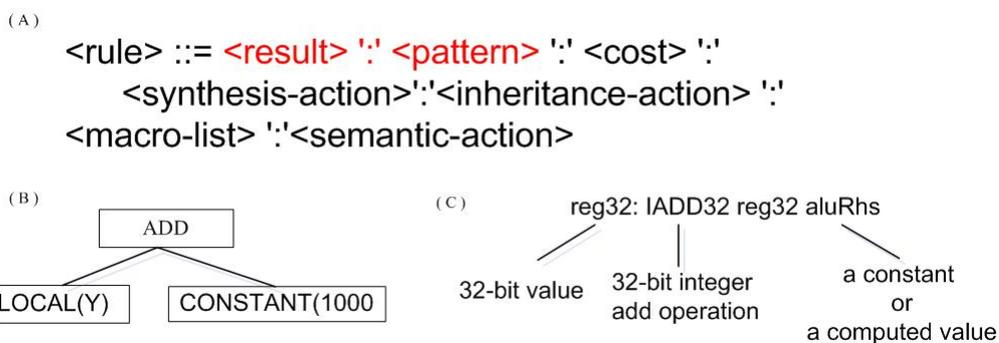 ( A )
<rule> ::= <result> ':' <pattern> ':' <cost> ':'
<synthesis-action>':'<inheritance-action> ':'
<macro-list> ':'<semantic-action>
( B )
ADD
LOCAL(Y)
CONSTANT(1000
( C )
reg32: IADD32 reg32 aluRhs
32-bit value
32-bit integer
add operation
a constant
or
a computed value